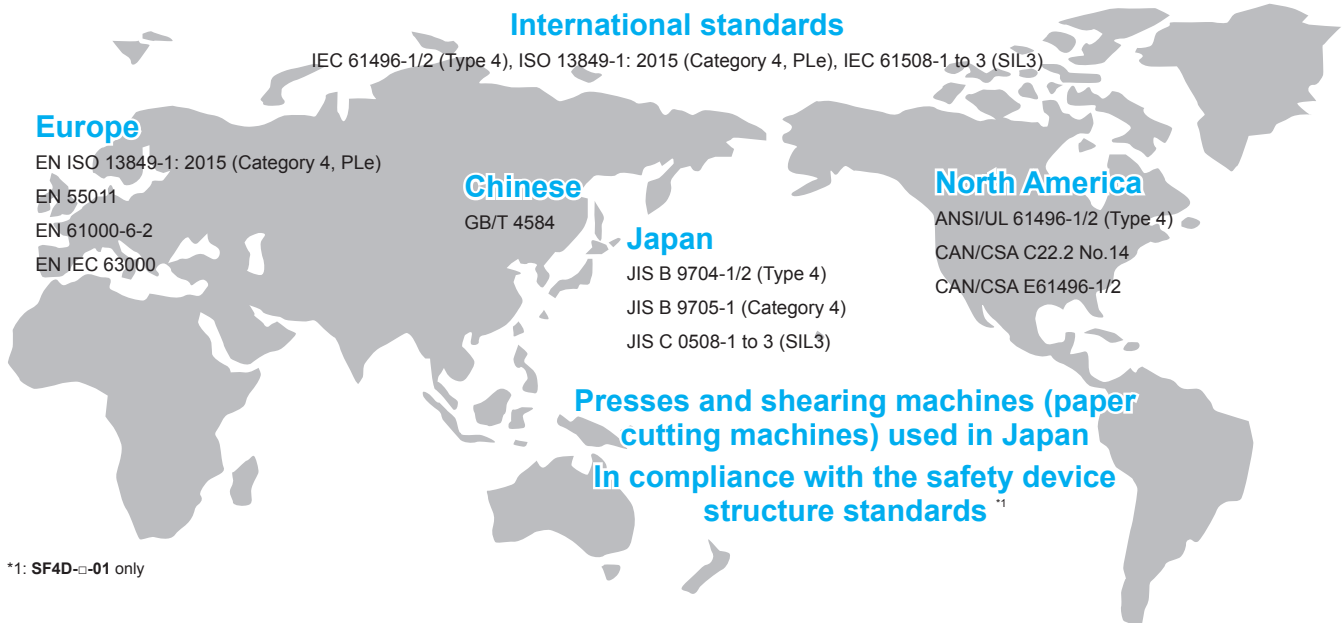 International standards
IEC 61496-1/2 (Type 4), ISO 13849-1: 2015 (Category 4, PLe), IEC 61508-1 to 3 (SIL3)
Europe
EN ISO 13849-1: 2015 (Category 4, PLe)
EN 55011
EN 61000-6-2
EN IEC 63000
Chinese
GB/T 4584
Japan
JIS B 9704-1/2 (Type 4)
JIS B 9705-1 (Category 4)
JIS C 0508-1 to 3 (SIL3)
North America
ANSI/UL 61496-1/2 (Type 4)
CAN/CSA C22.2 No.14
CAN/CSA E61496-1/2
Presses and shearing machines (paper
cutting machines) used in Japan
In compliance with the safety device
structure standards *1
*1: SF4D-□-01 only